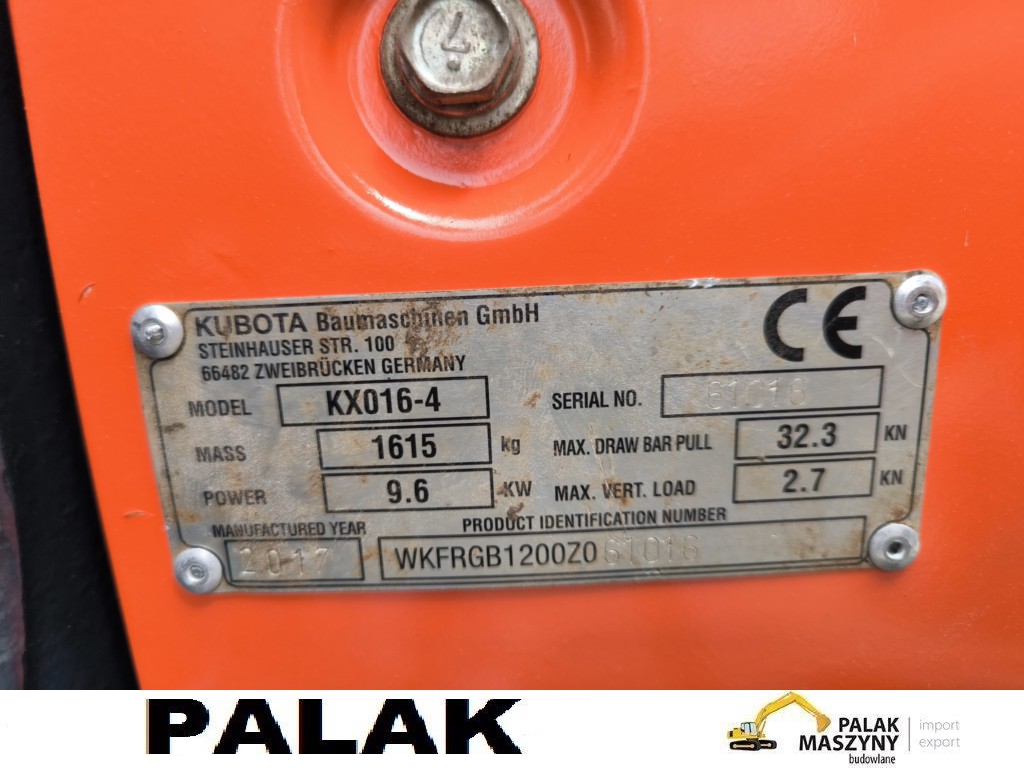 7
KUBOTA Baumaschinen GmbH
CE
STEINHAUSER STR. 100
66482 ZWEIBRÜCKEN GERMANY
MODEL KX016-4 SERIAL NO. 61016
MASS 1615 kg MAX. DRAW BAR PULL 32.3 KN
POWER 9.6 KW MAX. VERT. LOAD 2.7 KN
MANUFACTURED YEAR PRODUCT IDENTIFICATION NUMBER
2017 WKFRGB1200Z061016
PALAK
PALAK
MASZYNY
budowlane
import
export